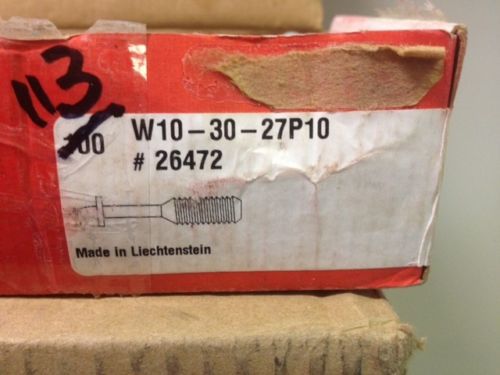 113
100 W10-30-27P10
# 26472
Made in Liechtenstein